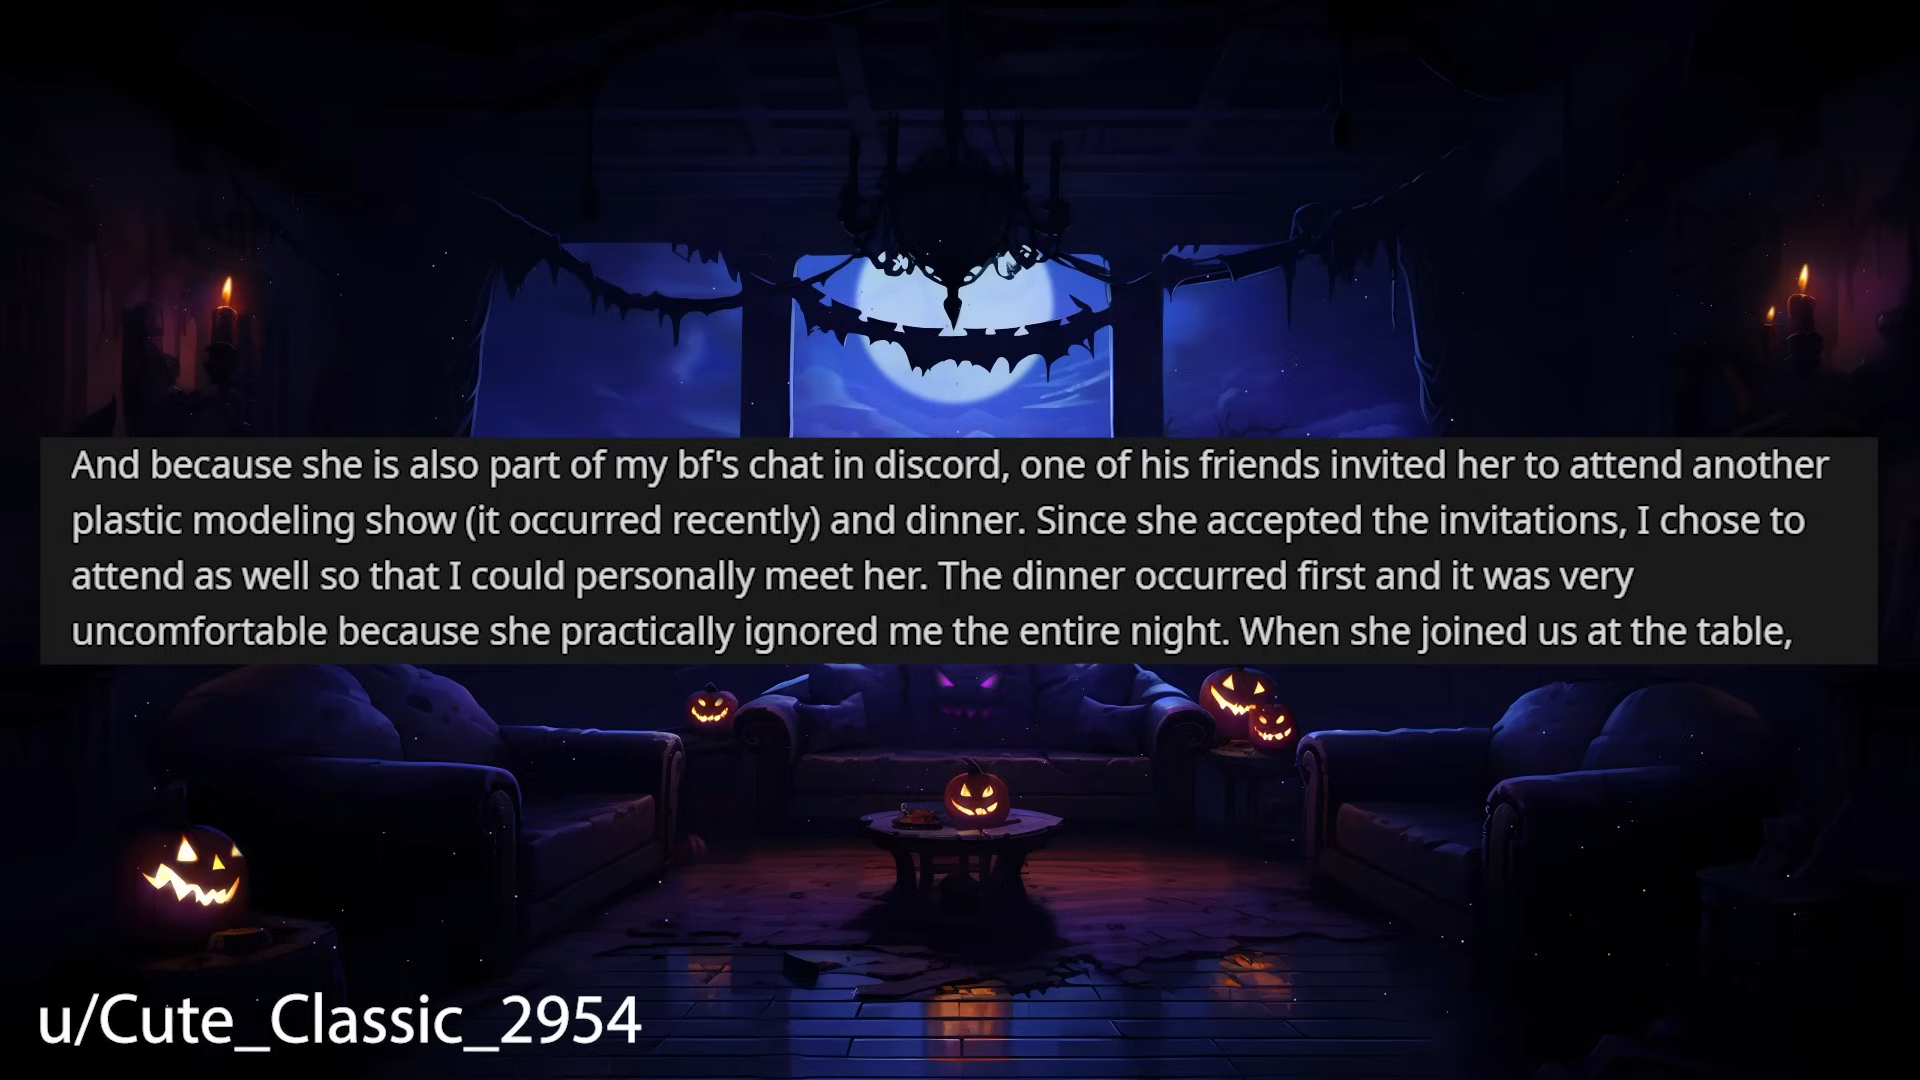 And because she is also part of my bf's chat in discord, one of his friends invited her to attend another
plastic modeling show (it occurred recently) and dinner. Since she accepted the invitations, I chose to
attend as well so that I could personally meet her. The dinner occurred first and it was very
uncomfortable because she practically ignored me the entire night. When she joined us at the table,
u/Cute_Classic_2954